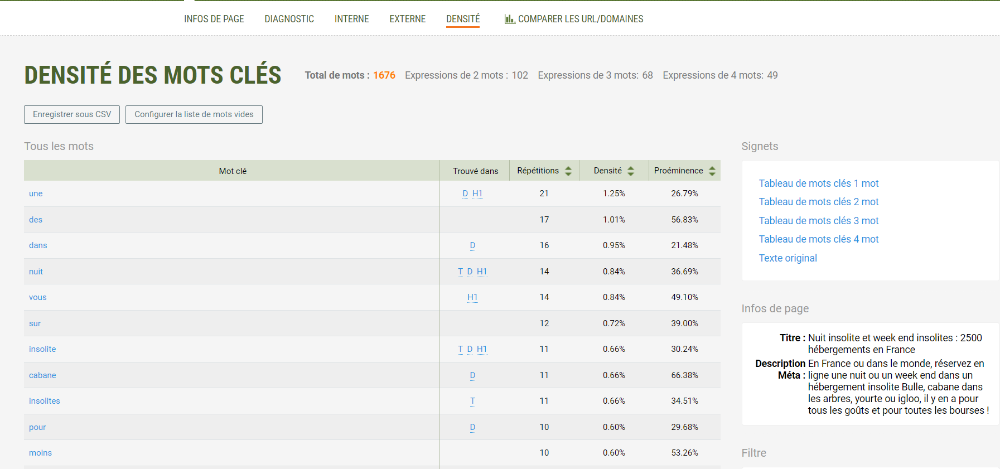 INFOS DE PAGE DIAGNOSTIC INTERNE EXTERNE DENSITÉ COMPARER LES URL/DOMAINES
DENSITÉ DES MOTS CLÉS Total de mots : 1676 Expressions de 2 mots : 102 Expressions de 3 mots: 68 Expressions de 4 mots: 49
Enregistrer sous CSV Configurer la liste de mots vides
Tous les mots
Mot clé Trouvé dans Répétitions Densité Proéminence
une D H1 21 1.25% 26.79%
des 17 1.01% 56.83%
dans D 16 0.95% 21.48%
nuit T D H1 14 0.84% 36.69%
vous H1 14 0.84% 49.10%
sur 12 0.72% 39.00%
insolite T D H1 11 0.66% 30.24%
cabane D 11 0.66% 66.38%
insolites T 11 0.66% 34.51%
pour D 10 0.60% 29.68%
moins 10 0.60% 53.26%
Signets
Tableau de mots clés 1 mot
Tableau de mots clés 2 mot
Tableau de mots clés 3 mot
Tableau de mots clés 4 mot
Texte original
Infos de page
Titre : Nuit insolite et week end insolites : 2500
hébergements en France
Description En France ou dans le monde, réservez en
Méta : ligne une nuit ou un week end dans un
hébergement insolite Bulle, cabane dans
les arbres, yourte ou igloo, il y en a pour
tous les goûts et pour toutes les bourses !
Filtre